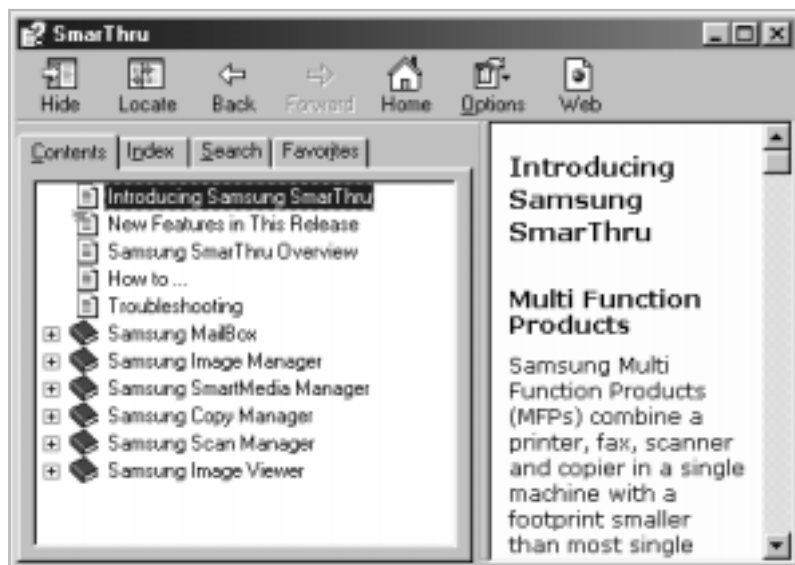 SmarThru
Hide Locate Back Forward Home Options Web
Contents Index Search Favorites
Introducing Samsung SmarThru
New Features in This Release
Samsung SmarThru Overview
How to ...
Troubleshooting
Samsung MailBox
Samsung Image Manager
Samsung SmartMedia Manager
Samsung Copy Manager
Samsung Scan Manager
Samsung Image Viewer
Introducing
Samsung
SmarThru
Multi Function
Products
Samsung Multi
Function Products
(MFPs) combine a
printer, fax, scanner
and copier in a single
machine with a
footprint smaller
than most single